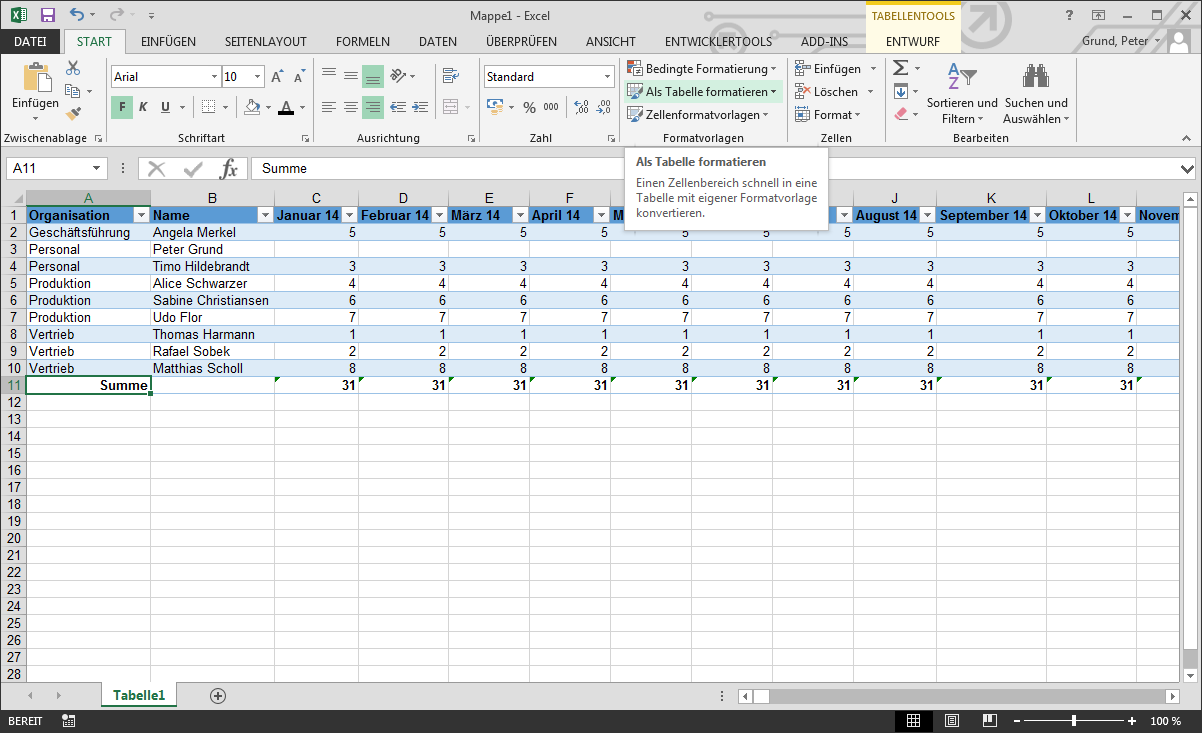 Mappe1 - Excel
TABELLENTOOLS
?
DATEI START EINFÜGEN SEITENLAYOUT FORMELN DATEN ÜBERPRÜFEN ANSICHT ENTWICKLERTOOLS ADD-INS ENTWURF
Grund, Peter
Einfügen
Arial 10
F K U
Standard
% 000
Bedingte Formatierung
Als Tabelle formatieren
Zellenformatvorlagen
Einfügen
Löschen
Format
Sortieren und Filtern
Suchen und Auswählen
Zwischenablage Schriftart Ausrichtung Zahl Formatvorlagen Zellen Bearbeiten
A11 fx Summe
Als Tabelle formatieren
Einen Zellenbereich schnell in eine
Tabelle mit eigener Formatvorlage
konvertieren.
A B C D E F J K L
1 Organisation Name Januar 14 Februar 14 März 14 April 14 M August 14 September 14 Oktober 14 Novem
2 Geschäftsführung Angela Merkel 5 5 5 5 5 5 5 5 5 5
3 Personal Peter Grund
4 Personal Timo Hildebrandt 3 3 3 3 3 3 3 3 3 3
5 Produktion Alice Schwarzer 4 4 4 4 4 4 4 4 4 4
6 Produktion Sabine Christiansen 6 6 6 6 6 6 6 6 6 6
7 Produktion Udo Flor 7 7 7 7 7 7 7 7 7 7
8 Vertrieb Thomas Harmann 1 1 1 1 1 1 1 1 1 1
9 Vertrieb Rafael Sobek 2 2 2 2 2 2 2 2 2 2
10 Vertrieb Matthias Scholl 8 8 8 8 8 8 8 8 8 8
11 Summe 31 31 31 31 31 31 31 31 31 31
12
13
14
15
16
17
18
19
20
21
22
23
24
25
26
27
28
Tabelle1
BEREIT 100 %